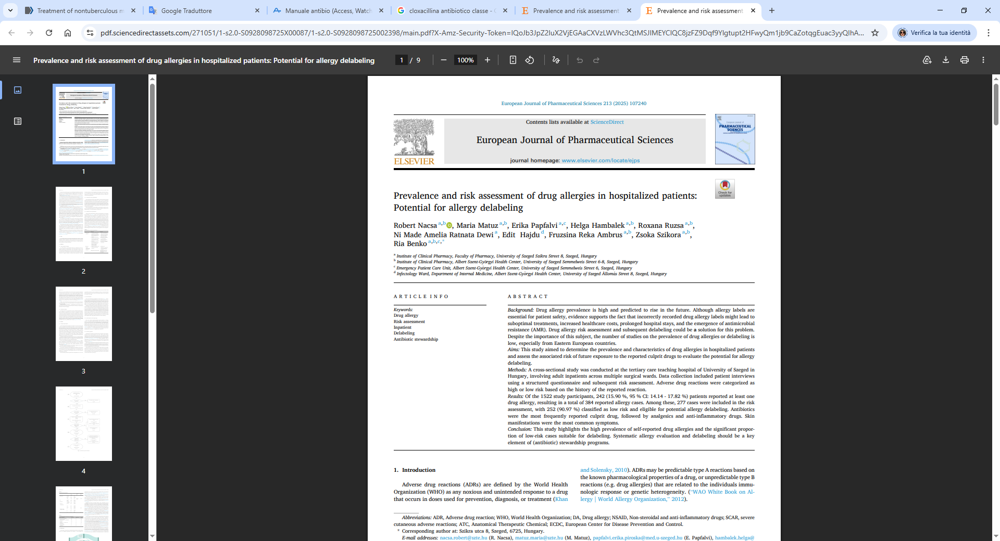 Treatment of nontuberculous m
Google Traduttore
Manuale antibio (Access, Watch
cloxacillina antibiotico classe - C
Prevalence and risk assessment
Prevalence and risk assessment
pdf.sciencedirectassets.com/271051/1-s2.0-S0928098725X00087/1-s2.0-S0928098725002398/main.pdf?X-Amz-Security-Token=IQoJb3JpZ2luX2VjEGAaCXVzLWVhc3QtMSJIMEYCIQC8jzFZ9Dqf9Ylgtupt2HFwyQm1jb9CaZotqgEuac3yyQIhA...
Verifica la tua identità
Prevalence and risk assessment of drug allergies in hospitalized patients: Potential for allergy delabeling
1 / 9
100%
1
2
3
4
European Journal of Pharmaceutical Sciences 213 (2025) 107240
Contents lists available at ScienceDirect
European Journal of Pharmaceutical Sciences
journal homepage: www.elsevier.com/locate/ejps
ELSEVIER
PHARMACEUTICAL
SCIENCES
Check for
updates
Prevalence and risk assessment of drug allergies in hospitalized patients:
Potential for allergy delabeling
Robert Nacsa a,b, Maria Matuz a,b, Erika Papfalvi a,c, Helga Hambalek a,b, Roxana Ruzsa a,b,
Ni Made Amelia Ratnata Dewi a, Edit Hajdu d, Fruzsina Reka Ambrus a,b, Zsoka Szikora a,b,
Ria Benko a,b,c,*
a Institute of Clinical Pharmacy, Faculty of Pharmacy, University of Szeged Szikra Street 8, Szeged, Hungary
b Institute of Clinical Pharmacy, Albert Szent-Györgyi Health Center, University of Szeged Semmelweis Street 6-8, Szeged, Hungary
c Emergency Patient Care Unit, Albert Szent-Györgyi Health Center, University of Szeged Semmelweis Street 6, Szeged, Hungary
d Infectology Ward, Department of Internal Medicine, Albert Szent-Györgyi Health Center, University of Szeged Állomás Street 8, Szeged, Hungary
ARTICLE INFO
Keywords:
Drug allergy
Risk assessment
Inpatient
Delabeling
Antibiotic stewardship
ABSTRACT
Background: Drug allergy prevalence is high and predicted to rise in the future. Although allergy labels are
essential for patient safety, evidence supports the fact that incorrectly recorded drug allergy labels might lead to
suboptimal treatments, increased healthcare costs, prolonged hospital stays, and the emergence of antimicrobial
resistance (AMR). Drug allergy risk assessment and subsequent delabeling could be a solution for this problem.
Despite the importance of this subject, the number of studies on the prevalence of drug allergies or delabeling is
low, especially from Eastern European countries.
Aims: This study aimed to determine the prevalence and characteristics of drug allergies in hospitalized patients
and assess the associated risk of future exposure to the reported culprit drugs to evaluate the potential for allergy
delabeling.
Methods: A cross-sectional study was conducted at the tertiary care teaching hospital of University of Szeged in
Hungary, involving adult inpatients across multiple surgical wards. Data collection included patient interviews
using a structured questionnaire and subsequent risk assessment. Adverse drug reactions were categorized as
high or low risk based on the history of the reported reaction.
Results: Of the 1522 study participants, 242 (15.90 %, 95 % CI: 14.14 - 17.82 %) patients reported at least one
drug allergy, resulting in a total of 384 reported allergy cases. Among these, 277 cases were included in the risk
assessment, with 252 (90.97 %) classified as low risk and eligible for potential allergy delabeling. Antibiotics
were the most frequently reported culprit drug, followed by analgesics and anti-inflammatory drugs. Skin
manifestations were the most common symptoms.
Conclusion: This study highlights the high prevalence of self-reported drug allergies and the significant propor-
tion of low-risk cases suitable for delabeling. Systematic allergy evaluation and delabeling should be a key
element of (antibiotic) stewardship programs.
1. Introduction
Adverse drug reactions (ADRs) are defined by the World Health
Organization (WHO) as any noxious and unintended response to a drug
that occurs in doses used for prevention, diagnosis, or treatment (Khan
and Solensky, 2010). ADRs may be predictable type A reactions based on
the known pharmacological properties of a drug, or unpredictable type B
reactions (e.g. drug allergies) that are related to the individuals immu-
nologic response or genetic heterogeneity. ("WAO White Book on Al-
lergy | World Allergy Organization," 2012).
Abbreviations: ADR, Adverse drug reaction; WHO, World Health Organization; DA, Drug allergy; NSAID, Non-steroidal and anti-inflammatory drugs; SCAR, severe
cutaneous adverse reactions; ATC, Anatomical Therapeutic Chemical; ECDC, European Center for Disease Prevention and Control.
* Corresponding author at: Szikra utca 8, Szeged, 6725, Hungary.
E-mail addresses: nacsa.robert@szte.hu (R. Nacsa), matuz.maria@szte.hu (M. Matuz), papfalvi.erika.piroska@med.u-szeged.hu (E. Papfalvi), hambalek.helga@